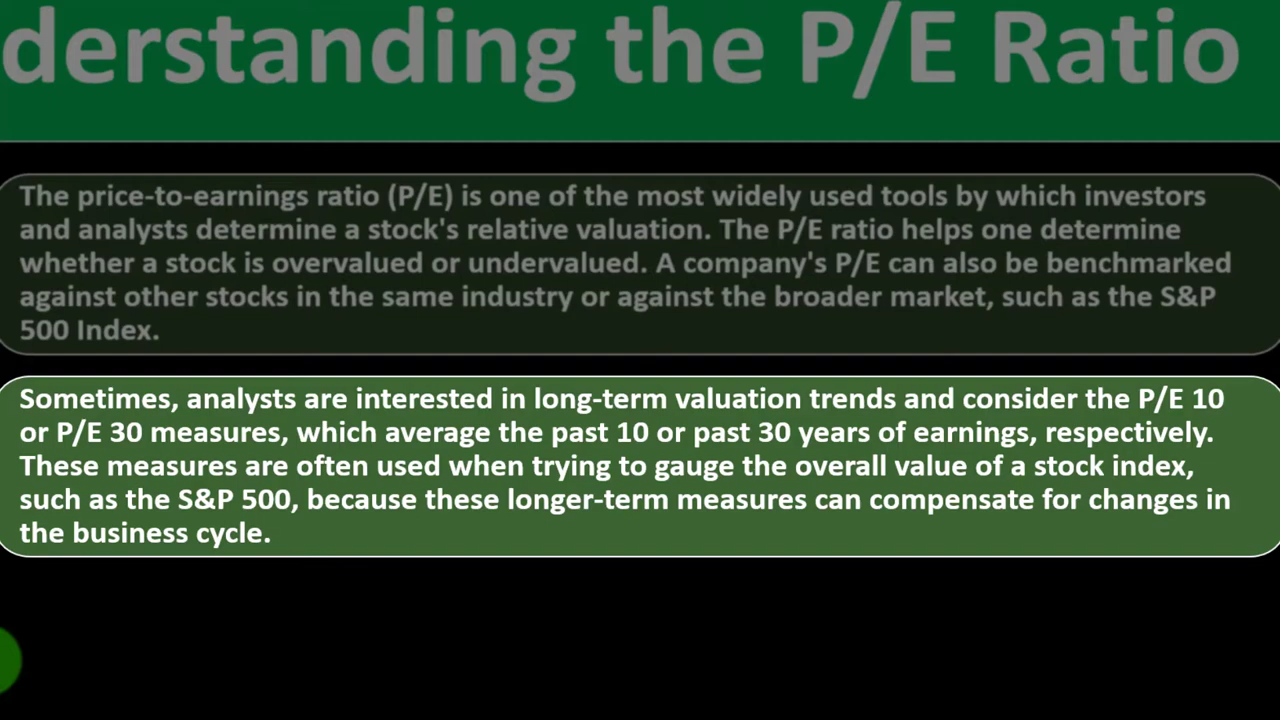 derstanding the P/E Ratio
The price-to-earnings ratio (P/E) is one of the most widely used tools by which investors
and analysts determine a stock's relative valuation. The P/E ratio helps one determine
whether a stock is overvalued or undervalued. A company's P/E can also be benchmarked
against other stocks in the same industry or against the broader market, such as the S&P
500 Index.
Sometimes, analysts are interested in long-term valuation trends and consider the P/E 10
or P/E 30 measures, which average the past 10 or past 30 years of earnings, respectively.
These measures are often used when trying to gauge the overall value of a stock index,
such as the S&P 500, because these longer-term measures can compensate for changes in
the business cycle.